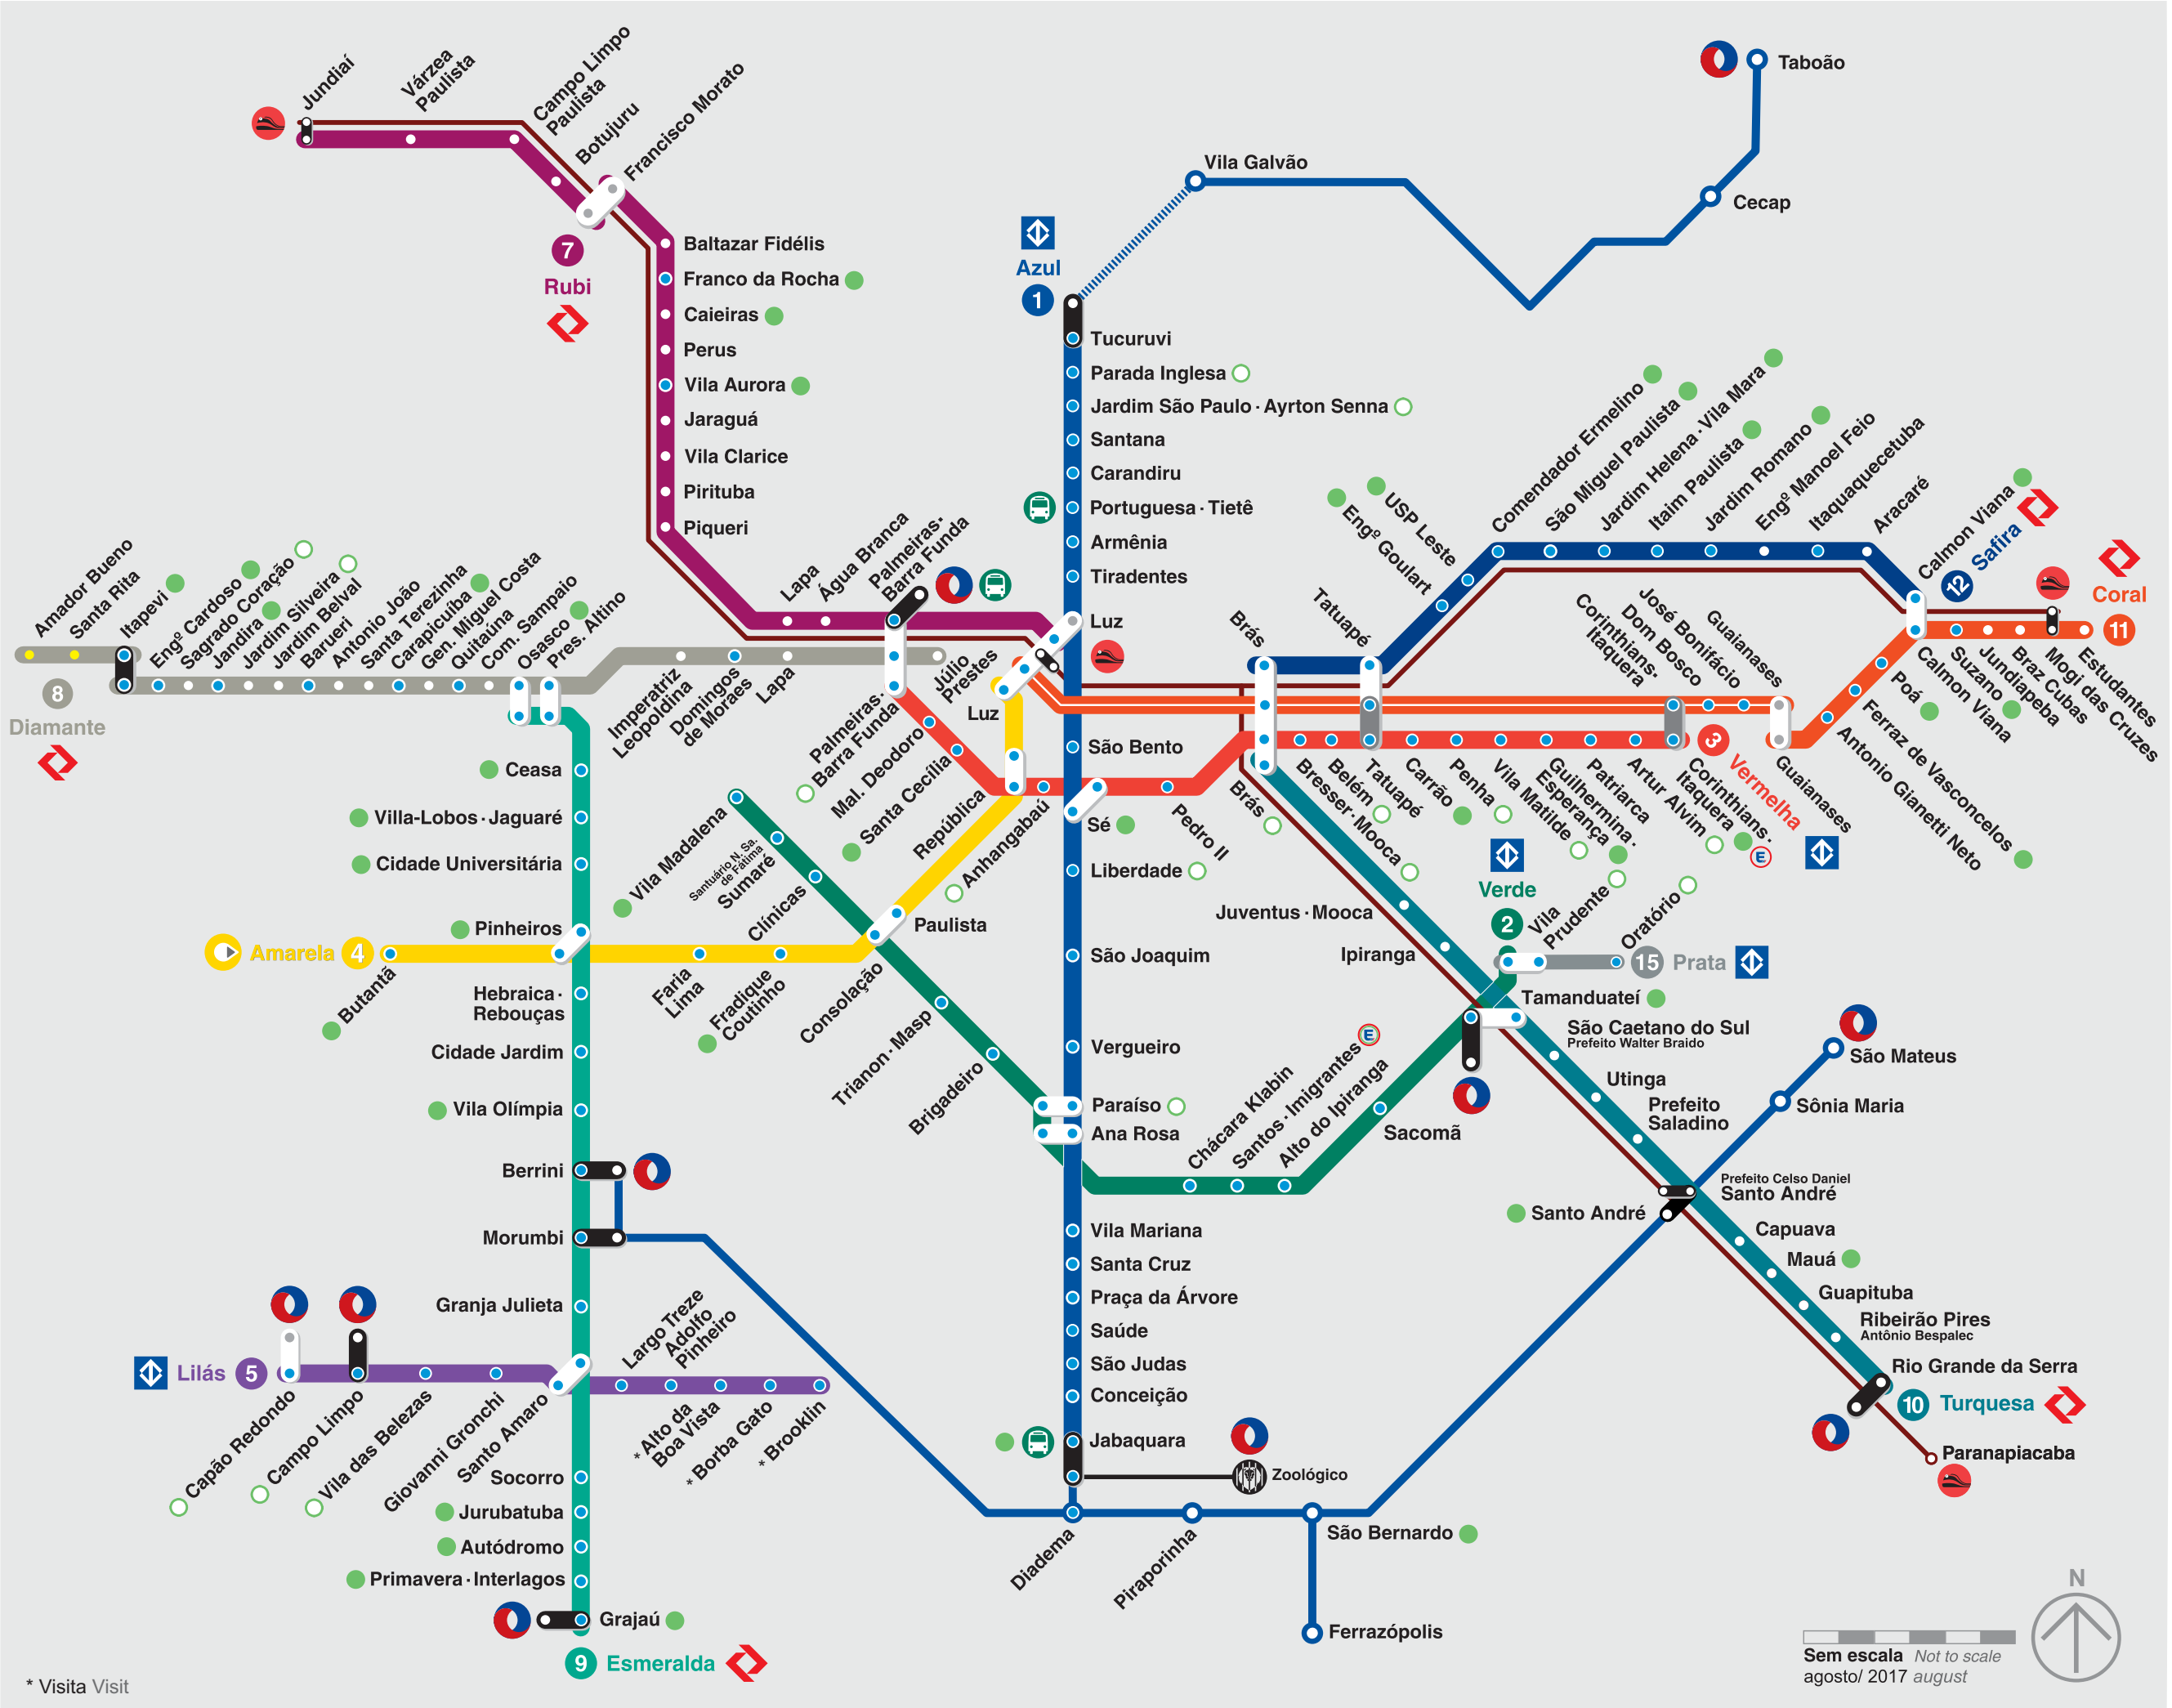 Jundiaí
Várzea
Paulista
Campo Limpo
Paulista
Botujuru
Francisco Morato
7
Rubi
Baltazar Fidélis
Franco da Rocha
Caieiras
Perus
Vila Aurora
Jaraguá
Vila Clarice
Pirituba
Piqueri
Lapa
Água Branca
Palmeiras·
Barra Funda
Luz
Azul
1
Tucuruvi
Parada Inglesa
Jardim São Paulo · Ayrton Senna
Santana
Carandiru
Portuguesa · Tietê
Armênia
Tiradentes
Luz
São Bento
Sé
Liberdade
São Joaquim
Vergueiro
Paraíso
Ana Rosa
Vila Mariana
Santa Cruz
Praça da Árvore
Saúde
São Judas
Conceição
Jabaquara
Zoológico
Vila Galvão
Cecap
Taboão
Amador Bueno
Santa Rita
Itapevi
Engº Cardoso
Sagrado Coração
Jandira
Jardim Silveira
Jardim Belval
Barueri
Antonio João
Santa Terezinha
Carapicuíba
Gen. Miguel Costa
Quitaúna
Com. Sampaio
Osasco
Pres. Altino
8
Diamante
Imperatriz
Leopoldina
Domingos
de Moraes
Lapa
Júlio
Prestes
Palmeiras·
Barra Funda
Mal. Deodoro
Santa Cecília
República
Anhangabaú
Pedro II
Brás
Brás
Bresser · Mooca
Belém
Tatuapé
Tatuapé
Carrão
Penha
Vila Matilde
Guilhermina ·
Esperança
Patriarca
Artur Alvim
Corinthians ·
Itaquera
E
3
Vermelha
Engº Goulart
USP Leste
Comendador Ermelino
São Miguel Paulista
Jardim Helena · Vila Mara
Itaim Paulista
Jardim Romano
Engº Manoel Feio
Itaquaquecetuba
Aracaré
Calmon Viana
12
Safira
Corinthians·
Itaquera
Dom Bosco
José Bonifácio
Guaianases
Guaianases
Antonio Gianetti Neto
Ferraz de Vasconcelos
Poá
Calmon Viana
Suzano
Jundiapeba
Braz Cubas
Mogi das Cruzes
Estudantes
Coral
11
Ceasa
Villa-Lobos · Jaguaré
Cidade Universitária
Pinheiros
Hebraica ·
Rebouças
Cidade Jardim
Vila Olímpia
Berrini
Morumbi
Granja Julieta
Socorro
Jurubatuba
Autódromo
Primavera · Interlagos
Grajaú
9
Esmeralda
Amarela
4
Butantã
Faria
Lima
Fradique
Coutinho
Paulista
Vila Madalena
Santuário N. Sa.
de Fátima
Sumaré
Clínicas
Consolação
Trianon · Masp
Brigadeiro
Chácara Klabin
Santos · Imigrantes
E
Alto do Ipiranga
Sacomã
Verde
2
Vila
Prudente
Oratório
15
Prata
Juventus · Mooca
Ipiranga
Tamanduateí
São Caetano do Sul
Prefeito Walter Braido
Utinga
Prefeito
Saladino
Prefeito Celso Daniel
Santo André
Santo André
Capuava
Mauá
Guapituba
Ribeirão Pires
Antônio Bespalec
Rio Grande da Serra
10
Turquesa
Paranapiacaba
São Mateus
Sônia Maria
Lilás
5
Capão Redondo
Campo Limpo
Vila das Belezas
Giovanni Gronchi
Santo Amaro
Largo Treze
Adolfo
Pinheiro
* Alto da
Boa Vista
* Borba Gato
* Brooklin
Diadema
Piraporinha
São Bernardo
Ferrazópolis
N
Sem escala Not to scale
agosto/ 2017 august
* Visita Visit